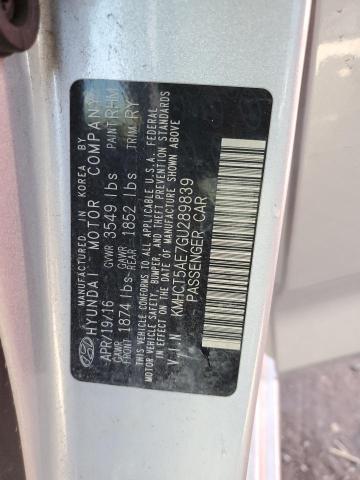 MANUFACTURED IN KOREA BY
HYUNDAI MOTOR COMPANY
APR/19/16 GVWR 3549 lbs PAINT RHM
GAWR FRONT 1874 lbs GAWR REAR 1852 lbs TRIM RY
THIS VEHICLE CONFORMS TO ALL APPLICABLE U.S.A. FEDERAL
MOTOR VEHICLE SAFETY, BUMPER, AND THEFT PREVENTION
STANDARDS IN EFFECT ON THE DATE OF MANUFACTURE SHOWN ABOVE
V.I.N KMHCT5AE7GU289839
PASSENGER CAR